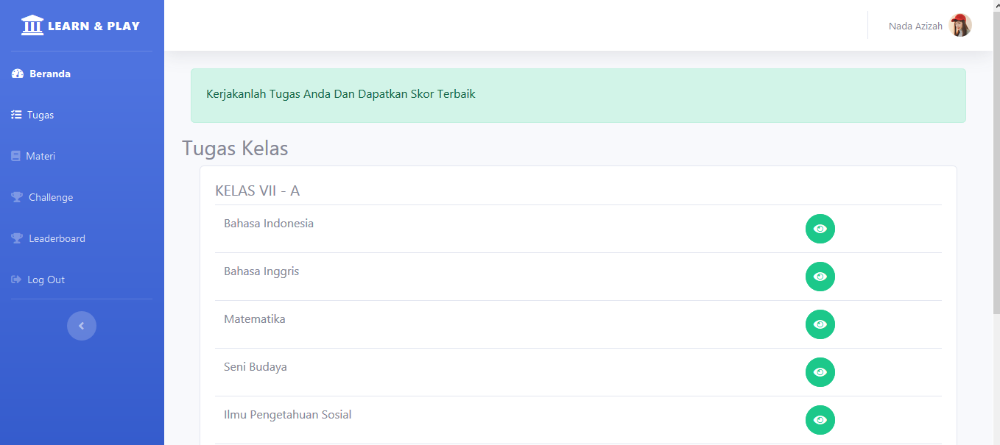 LEARN & PLAY
Nada Azizah
Beranda
Tugas
Materi
Challenge
Leaderboard
Log Out
Kerjakanlah Tugas Anda Dan Dapatkan Skor Terbaik
Tugas Kelas
KELAS VII - A
Bahasa Indonesia
Bahasa Inggris
Matematika
Seni Budaya
Ilmu Pengetahuan Sosial